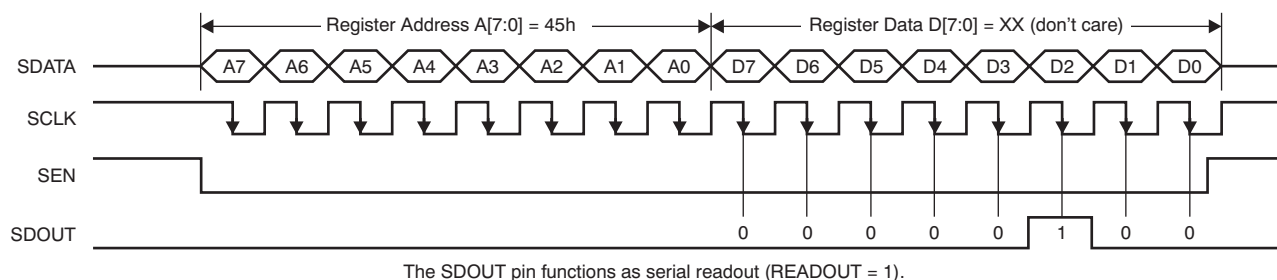 Register Address A[7:0] = 45h
Register Data D[7:0] = XX (don't care)
SDATA A7 A6 A5 A4 A3 A2 A1 A0 D7 D6 D5 D4 D3 D2 D1 D0
SCLK
SEN
SDOUT 0 0 0 0 0 1 0 0
The SDOUT pin functions as serial readout (READOUT = 1).